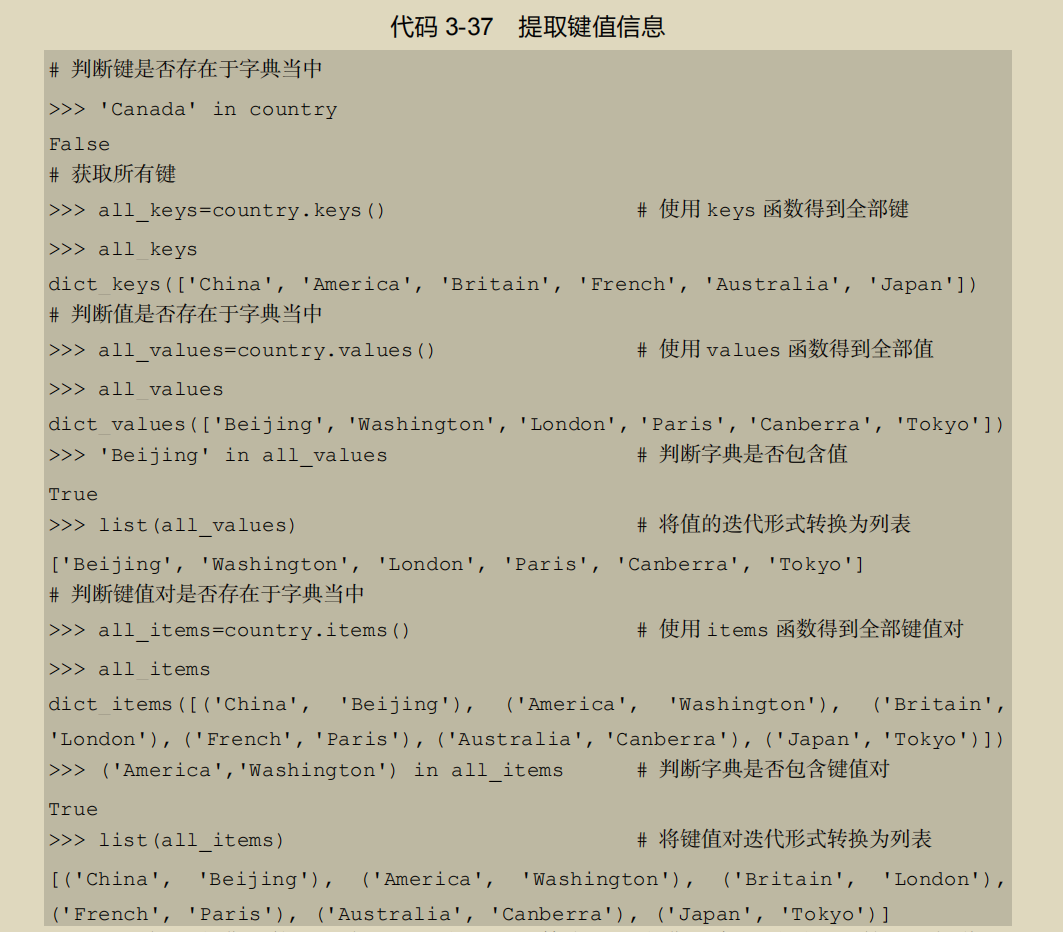 代码 3-37 提取键值信息
# 判断键是否存在于字典当中
>>> 'Canada' in country
False
# 获取所有键
>>> all_keys=country.keys() # 使用 keys 函数得到全部键
>>> all_keys
dict_keys(['China', 'America', 'Britain', 'French', 'Australia', 'Japan'])
# 判断值是否存在于字典当中
>>> all_values=country.values() # 使用 values 函数得到全部值
>>> all_values
dict_values(['Beijing', 'Washington', 'London', 'Paris', 'Canberra', 'Tokyo'])
>>> 'Beijing' in all_values # 判断字典是否包含值
True
>>> list(all_values) # 将值的迭代形式转换为列表
['Beijing', 'Washington', 'London', 'Paris', 'Canberra', 'Tokyo']
# 判断键值对是否存在于字典当中
>>> all_items=country.items() # 使用 items 函数得到全部键值对
>>> all_items
dict_items([('China', 'Beijing'), ('America', 'Washington'), ('Britain',
'London'), ('French', 'Paris'), ('Australia', 'Canberra'), ('Japan', 'Tokyo')])
>>> ('America','Washington') in all_items # 判断字典是否包含键值对
True
>>> list(all_items) # 将键值对迭代形式转换为列表
[('China', 'Beijing'), ('America', 'Washington'), ('Britain', 'London'),
('French', 'Paris'), ('Australia', 'Canberra'), ('Japan', 'Tokyo')]